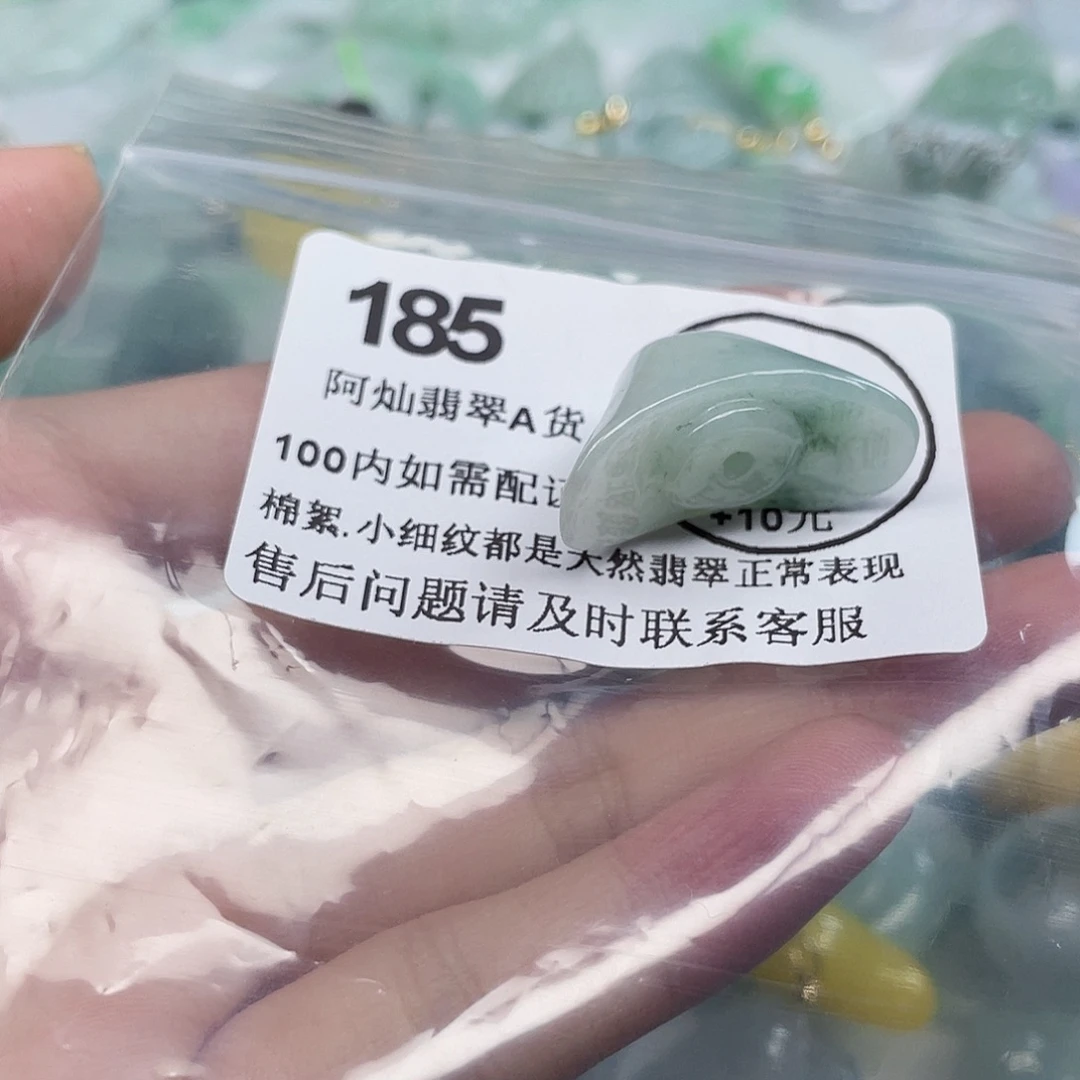 185
阿灿翡翠A货
100内如需配
+10元
棉絮.小细纹都是天然翡翠正常表现
售后问题请及时联系客服